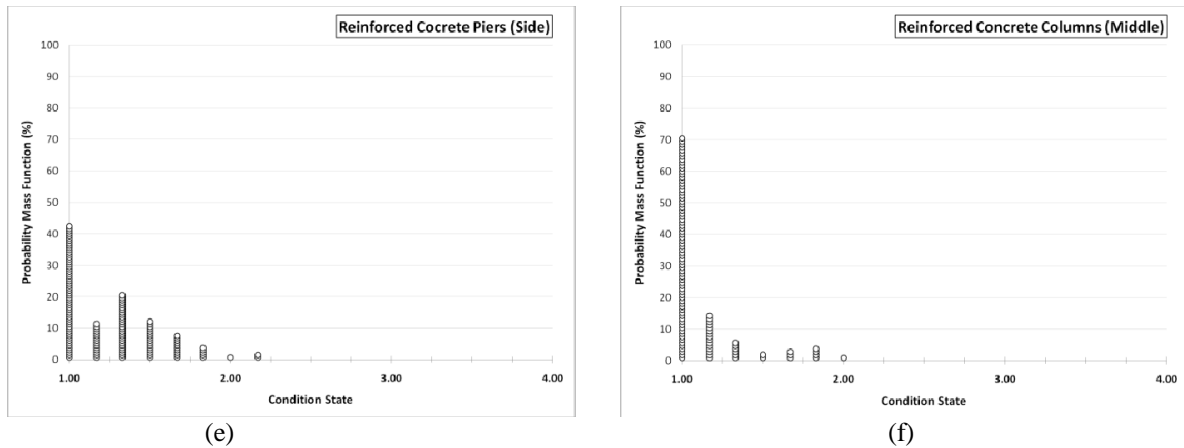 Reinforced Cocrete Piers (Side)
100
90
80
70
60
50
40
30
20
10
0
Probability Mass Function (%)
1.00 2.00 3.00 4.00
Condition State
(e)
Reinforced Concrete Columns (Middle)
100
90
80
70
60
50
40
30
20
10
0
Probability Mass Function (%)
1.00 2.00 3.00 4.00
Condition State
(f)